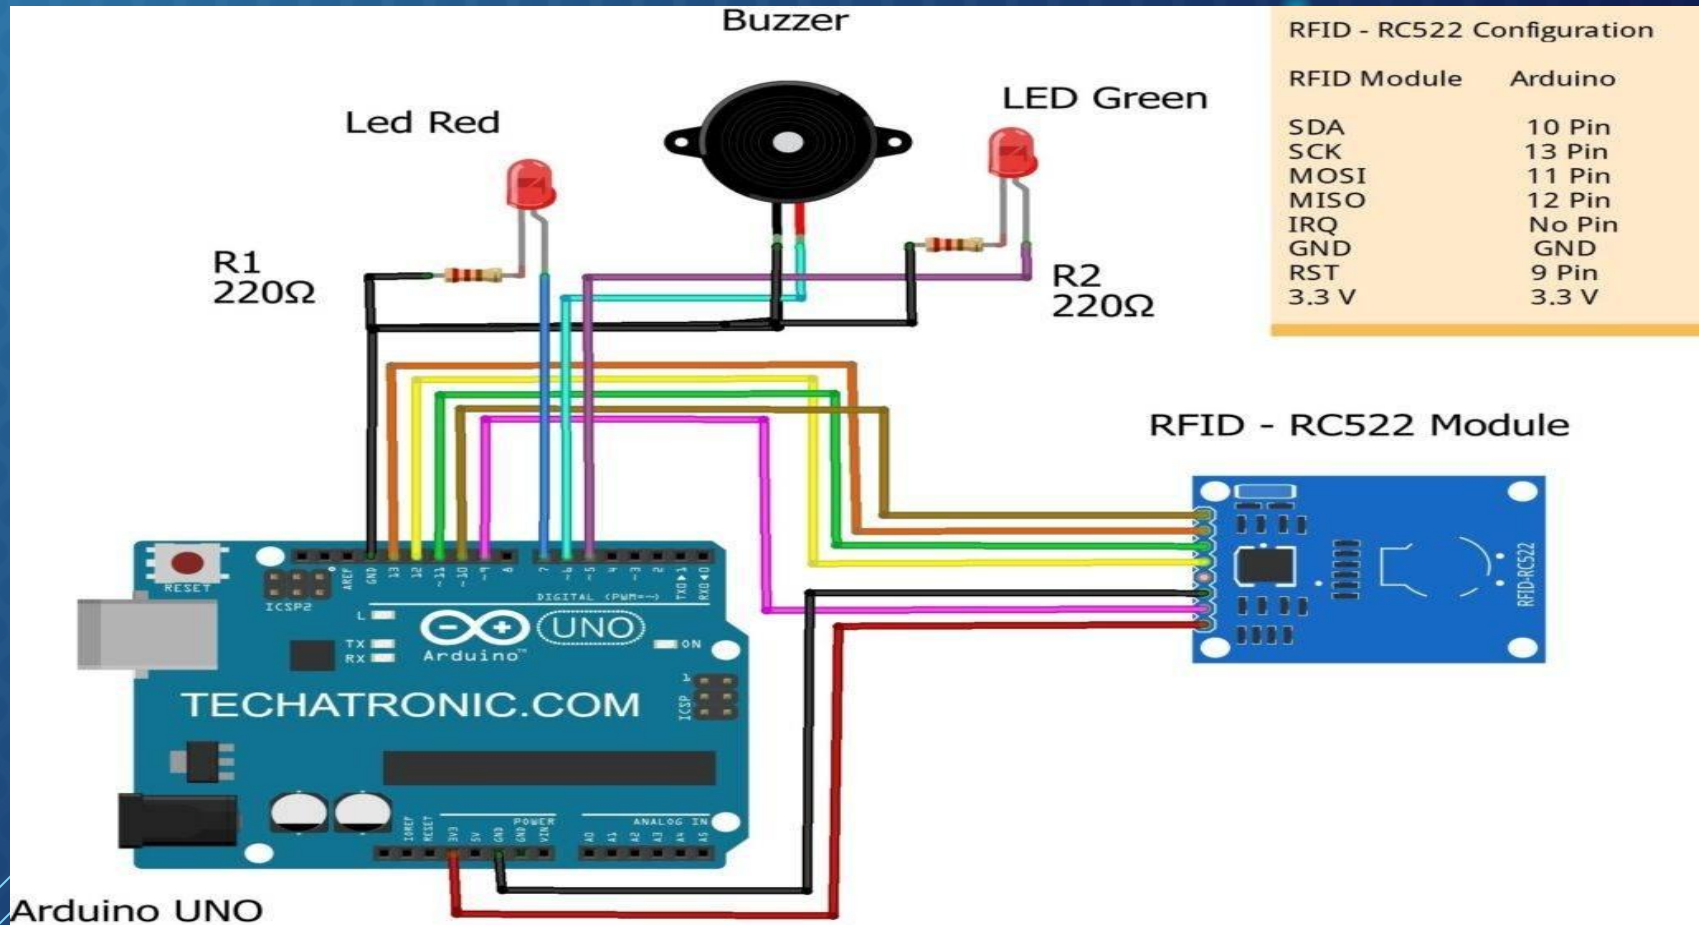 Buzzer
RFID - RC522 Configuration
RFID Module Arduino
SDA 10 Pin
SCK 13 Pin
MOSI 11 Pin
MISO 12 Pin
IRQ No Pin
GND GND
RST 9 Pin
3.3 V 3.3 V
Led Red
LED Green
R1
220Ω
R2
220Ω
RFID - RC522 Module
RFID-RC522
RESET
ICSP2
AREF
GND
13
12
~11
~10
~9
8
7
~6
~5
4
~3
2
TX0▶1
RX0◀0
DIGITAL (PWM=~)
L
TX
RX
UNO
Arduino™
ON
1
ICSP
TECHATRONIC.COM
POWER
ANALOG IN
IOREF
RESET
3V3
5V
GND
GND
VIN
A0
A1
A2
A3
A4
A5
Arduino UNO